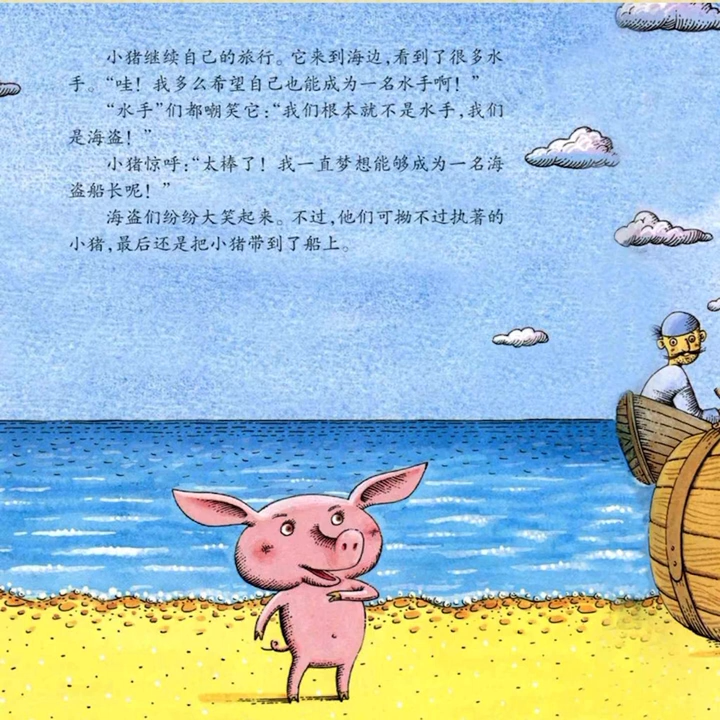 小猪继续自己的旅行。它来到海边,看到了很多水
手。“哇！我多么希望自己也能成为一名水手啊！”
“水手”们都嘲笑它:“我们根本就不是水手,我们
是海盗！”
小猪惊呼:“太棒了！我一直梦想能够成为一名海
盗船长呢！”
海盗们纷纷大笑起来。不过,他们可拗不过执著的
小猪,最后还是把小猪带到了船上。